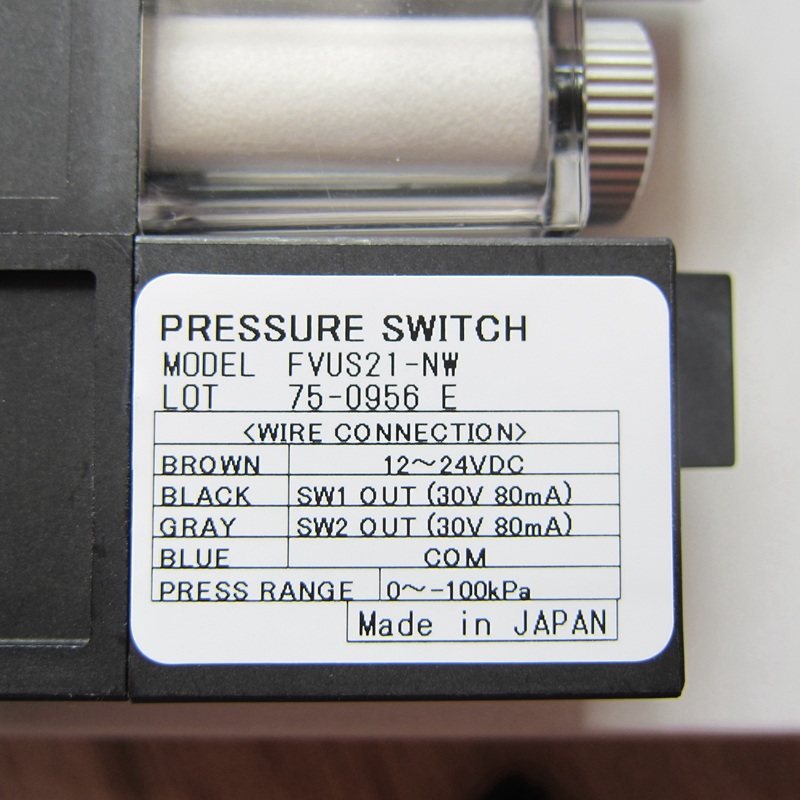 PRESSURE SWITCH
MODEL FVUS21-NW
LOT 75-0956 E
<WIRE CONNECTION>
BROWN 12～24VDC
BLACK SW1 OUT (30V 80mA)
GRAY SW2 OUT (30V 80mA)
BLUE COM
PRESS RANGE 0～-100kPa
Made in JAPAN